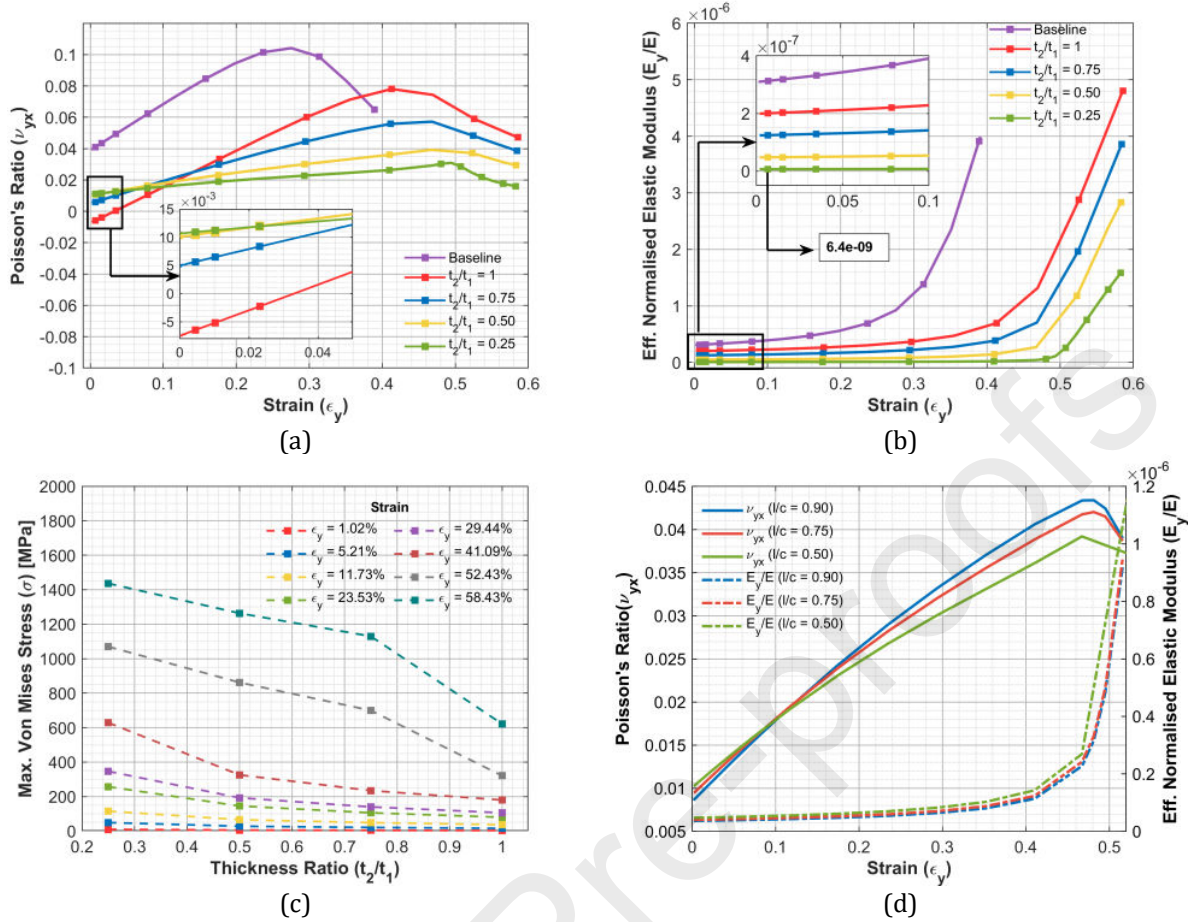 Poisson's Ratio (ν_yx)
0.1
0.08
0.06
0.04
0.02
0
-0.02
-0.04
-0.06
-0.08
-0.1
0 0.1 0.2 0.3 0.4 0.5 0.6
Strain (ϵ_y)
15 ×10^-3
10
5
0
-5
0 0.02 0.04
Baseline
t_2/t_1 = 1
t_2/t_1 = 0.75
t_2/t_1 = 0.50
t_2/t_1 = 0.25
(a)
Eff. Normalised Elastic Modulus (E_y/E)
×10^-6
6
5
4
3
2
1
0
0 0.1 0.2 0.3 0.4 0.5 0.6
Strain (ϵ_y)
×10^-7
4
2
0
0 0.05 0.1
6.4e-09
Baseline
t_2/t_1 = 1
t_2/t_1 = 0.75
t_2/t_1 = 0.50
t_2/t_1 = 0.25
(b)
Max. Von Mises Stress (σ) [MPa]
2000
1800
1600
1400
1200
1000
800
600
400
200
0
0.2 0.3 0.4 0.5 0.6 0.7 0.8 0.9 1
Thickness Ratio (t_2/t_1)
Strain
ϵ_y = 1.02% ϵ_y = 29.44%
ϵ_y = 5.21% ϵ_y = 41.09%
ϵ_y = 11.73% ϵ_y = 52.43%
ϵ_y = 23.53% ϵ_y = 58.43%
(c)
Poisson's Ratio(ν_yx)
0.045
0.04
0.035
0.03
0.025
0.02
0.015
0.01
0.005
0 0.1 0.2 0.3 0.4 0.5
Strain (ϵ_y)
ν_yx (l/c = 0.90)
ν_yx (l/c = 0.75)
ν_yx (l/c = 0.50)
E_y/E (l/c = 0.90)
E_y/E (l/c = 0.75)
E_y/E (l/c = 0.50)
×10^-6
1.2
1
0.8
0.6
0.4
0.2
0
Eff. Normalised Elastic Modulus (E_y/E)
(d)
Pre-proofs